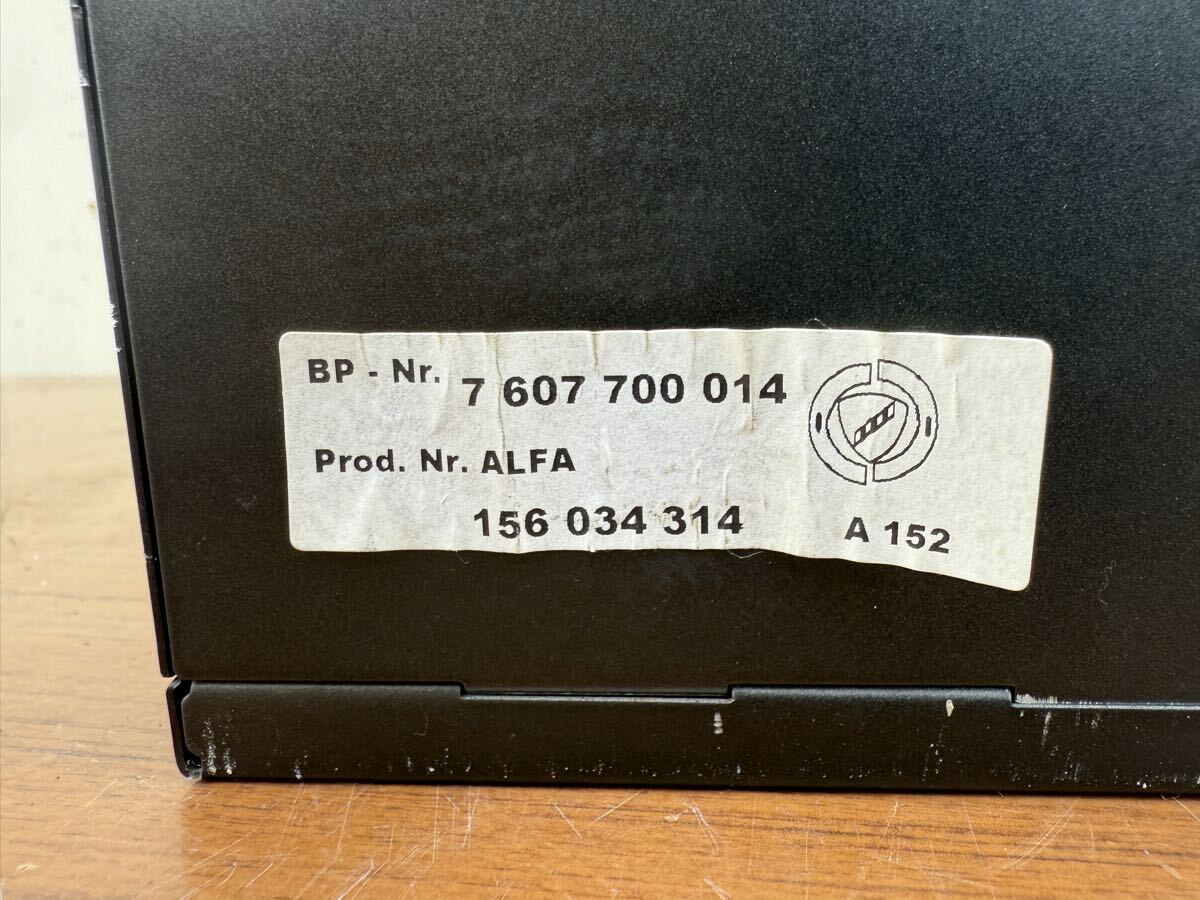 BP - Nr. 7 607 700 014
Prod. Nr. ALFA
156 034 314 A 152